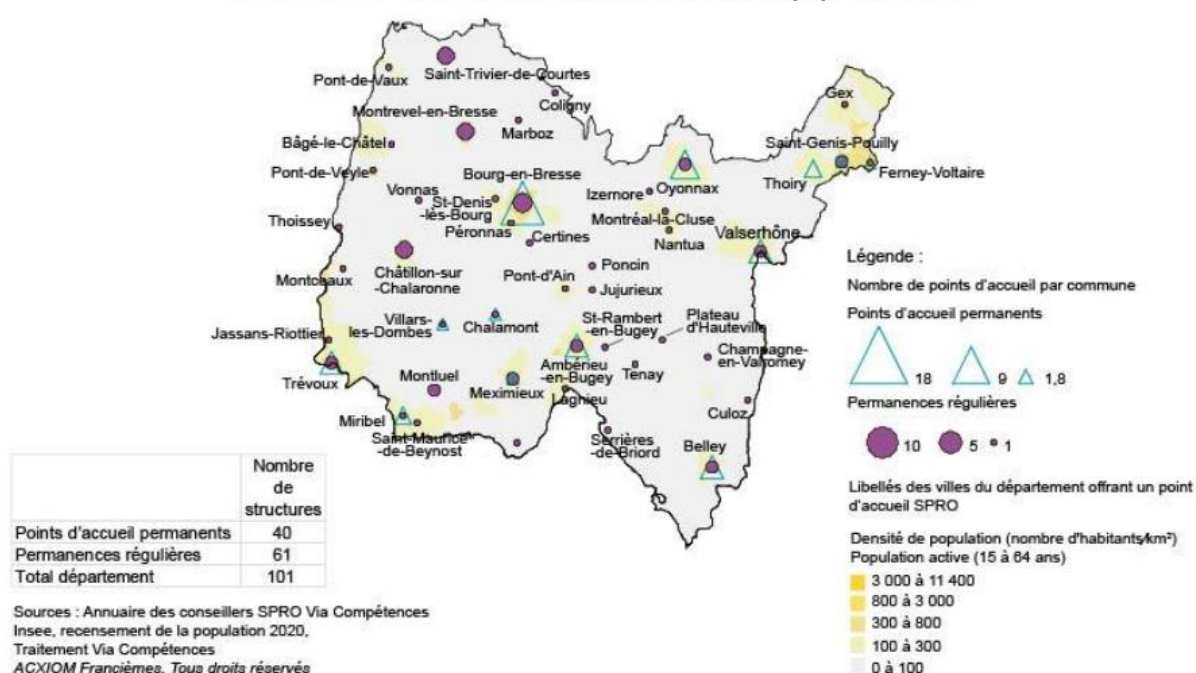 Pont-de-Vaux
Saint-Trivier-de-Courtes
Coligny
Montrevel-en-Bresse
Marboz
Bâgé-le-Châtel
Pont-de-Veyle
Bourg-en-Bresse
Vonnas
St-Denis
-lès-Bourg
Péronnas
Certines
Thoissey
Izernore
Oyonnax
Montréal-la-Cluse
Nantua
Gex
Saint-Genis-Pouilly
Thoiry
Ferney-Voltaire
Valserhône
Montceaux
Châtillon-sur
-Chalaronne
Pont-d'Ain
Poncin
Jujurieux
Villars-
les-Dombes
Chalamont
St-Rambert
-en-Bugey
Plateau
d'Hauteville
Jassans-Riottier
Trévoux
Montluel
Meximieux
Ambérieu
-en-Bugey
Tenay
Champagne-
en-Valromey
Lagnieu
Miribel
Saint-Maurice
-de-Beynost
Serrières
-de-Briord
Culoz
Belley
Légende :
Nombre de points d'accueil par commune
Points d'accueil permanents
18 9 1,8
Permanences régulières
10 5 1
Libellés des villes du département offrant un point
d'accueil SPRO
Densité de population (nombre d'habitants/km²)
Population active (15 à 64 ans)
3 000 à 11 400
800 à 3 000
300 à 800
100 à 300
0 à 100
Nombre
de
structures
Points d'accueil permanents 40
Permanences régulières 61
Total département 101
Sources : Annuaire des conseillers SPRO Via Compétences
Insee, recensement de la population 2020,
Traitement Via Compétences
ACXIOM Francièmes. Tous droits réservés